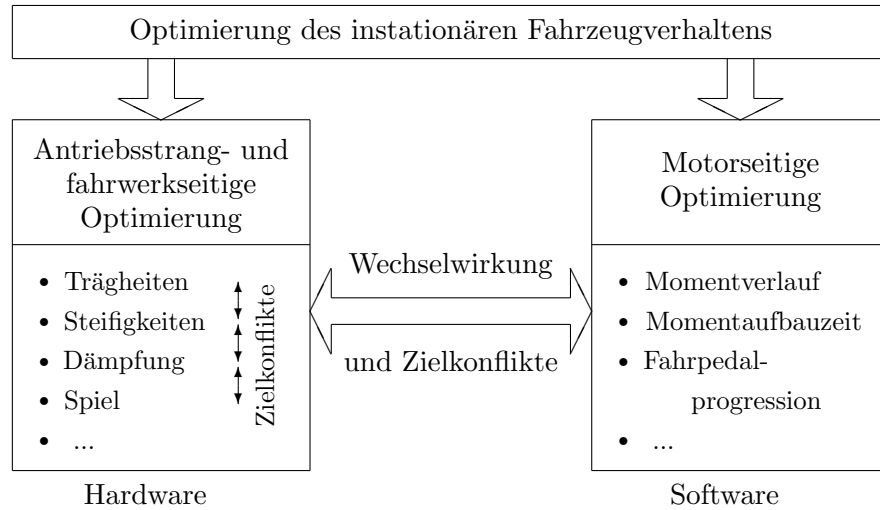 Optimierung des instationären Fahrzeugverhaltens
Antriebsstrang- und
fahrwerkseitige
Optimierung
• Trägheiten
• Steifigkeiten
• Dämpfung
• Spiel
• ...
Zielkonflikte
Hardware
Wechselwirkung
und Zielkonflikte
Motorseitige
Optimierung
• Momentverlauf
• Momentaufbauzeit
• Fahrpedal-
progression
• ...
Software